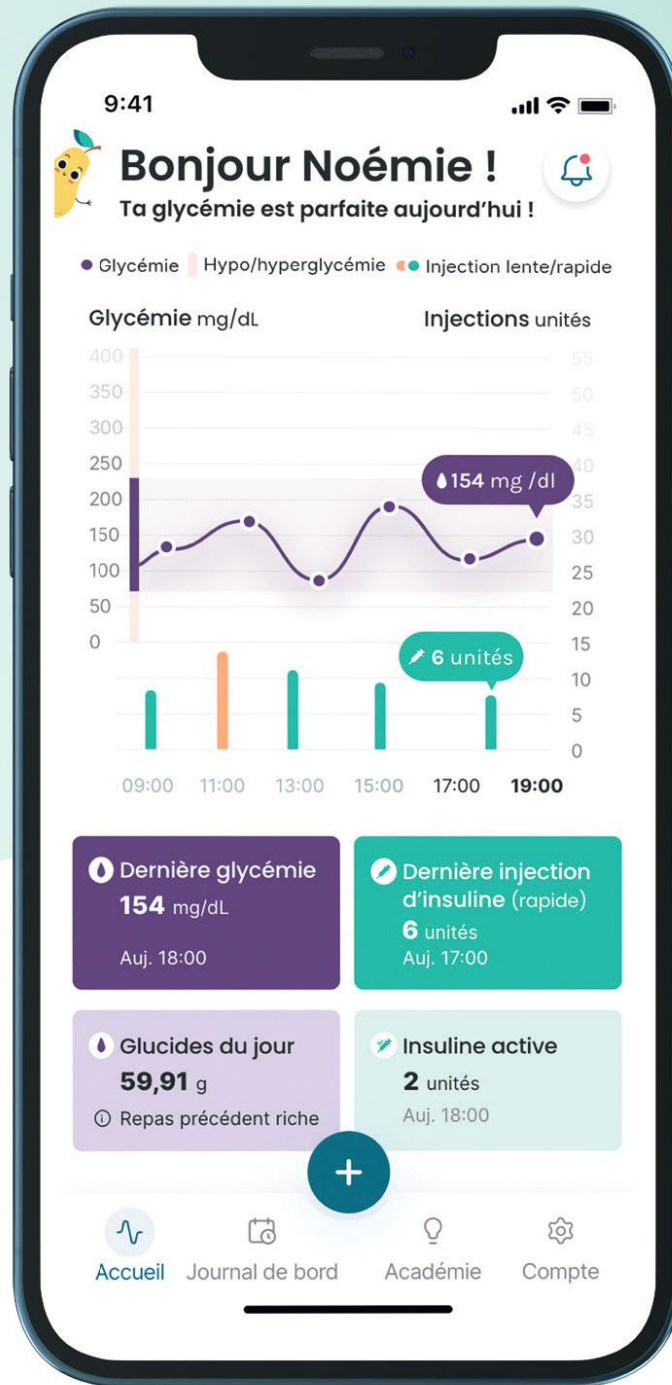 9:41
Bonjour Noémie !
Ta glycémie est parfaite aujourd'hui !
Glycémie Hypo/hyperglycémie Injection lente/rapide
Glycémie mg/dL Injections unités
400 55
350 50
300 45
250 40
154 mg /dl
200 35
150 30
100 25
50 20
0 15
6 unités
10
5
0
09:00 11:00 13:00 15:00 17:00 19:00
Dernière glycémie
154 mg/dL
Auj. 18:00
Dernière injection
d'insuline (rapide)
6 unités
Auj. 17:00
Glucides du jour
59,91 g
Repas précédent riche
Insuline active
2 unités
Auj. 18:00
+
Accueil Journal de bord Académie Compte